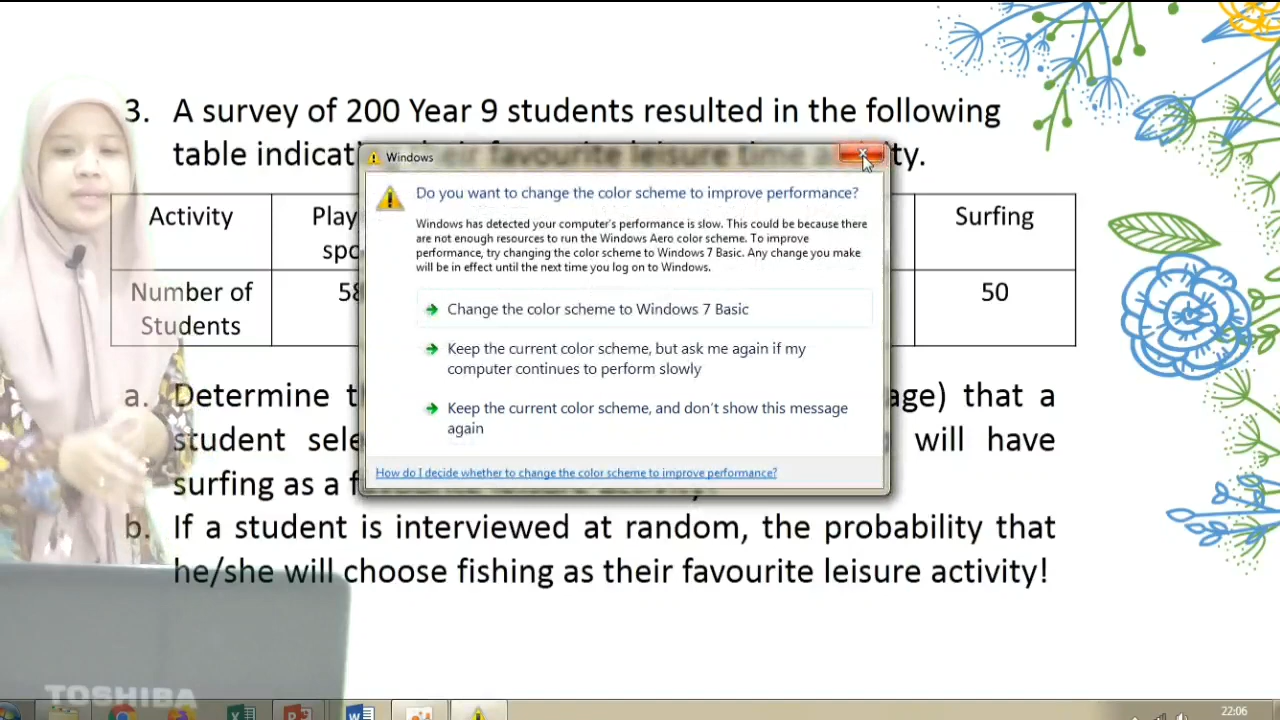 3. A survey of 200 Year 9 students resulted in the following
table favourite leisure time
Windows
Do you want to change the color scheme to improve performance?
Windows has detected your computer's performance is slow. This could be because there
are not enough resources to run the Windows Aero color scheme. To improve
performance, try changing the color scheme to Windows 7 Basic. Any change you make
will be in effect until the next time you log on to Windows.
Change the color scheme to Windows 7 Basic
Keep the current color scheme, but ask me again if my
computer continues to perform slowly
Keep the current color scheme, and don't show this message
again
How do I decide whether to change the color scheme to improve performance?
Activity
Surfing
Number of
Students
58
50
a. Determine that a
student will have
surfing as a
b. If a student is interviewed at random, the probability that
he/she will choose fishing as their favourite leisure activity!
TOSHIBA
22:06